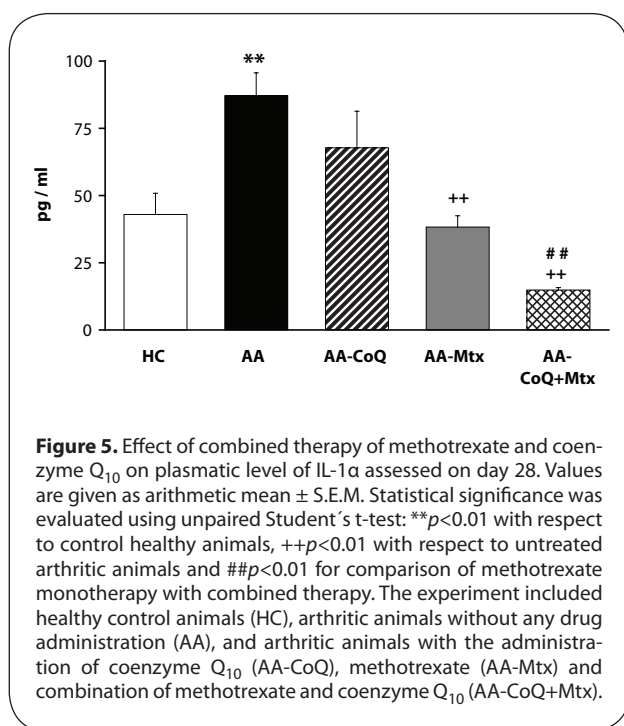 100
**
75
pg / ml
50
++
# #
++
25
0
HC AA AA-CoQ AA-Mtx AA-
CoQ+Mtx
Figure 5. Effect of combined therapy of methotrexate and coen-
zyme Q10 on plasmatic level of IL-1α assessed on day 28. Values
are given as arithmetic mean ± S.E.M. Statistical significance was
evaluated using unpaired Student´s t-test: **p<0.01 with respect
to control healthy animals, ++p<0.01 with respect to untreated
arthritic animals and ##p<0.01 for comparison of methotrexate
monotherapy with combined therapy. The experiment included
healthy control animals (HC), arthritic animals without any drug
administration (AA), and arthritic animals with the administra-
tion of coenzyme Q10 (AA-CoQ), methotrexate (AA-Mtx) and
combination of methotrexate and coenzyme Q10 (AA-CoQ+Mtx).